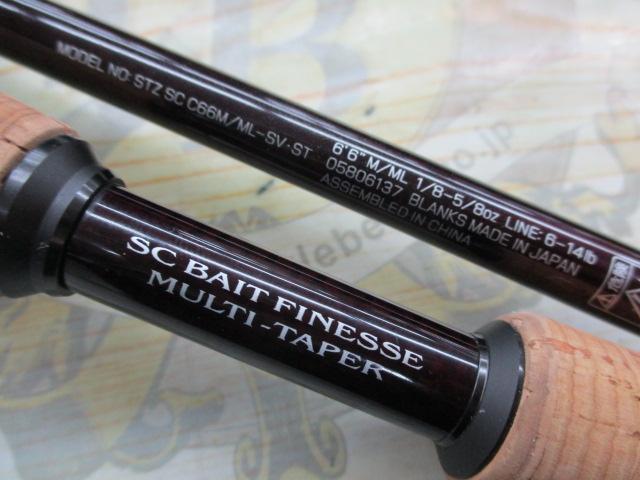 MODEL NO: STZ SC C66M/ML-SV·ST
6'6" M/ML 1/8-5/8oz LINE: 6-14lb
05806137 BLANKS MADE IN JAPAN
ASSEMBLED IN CHINA
SC BAIT FINESSE
MULTI-TAPER